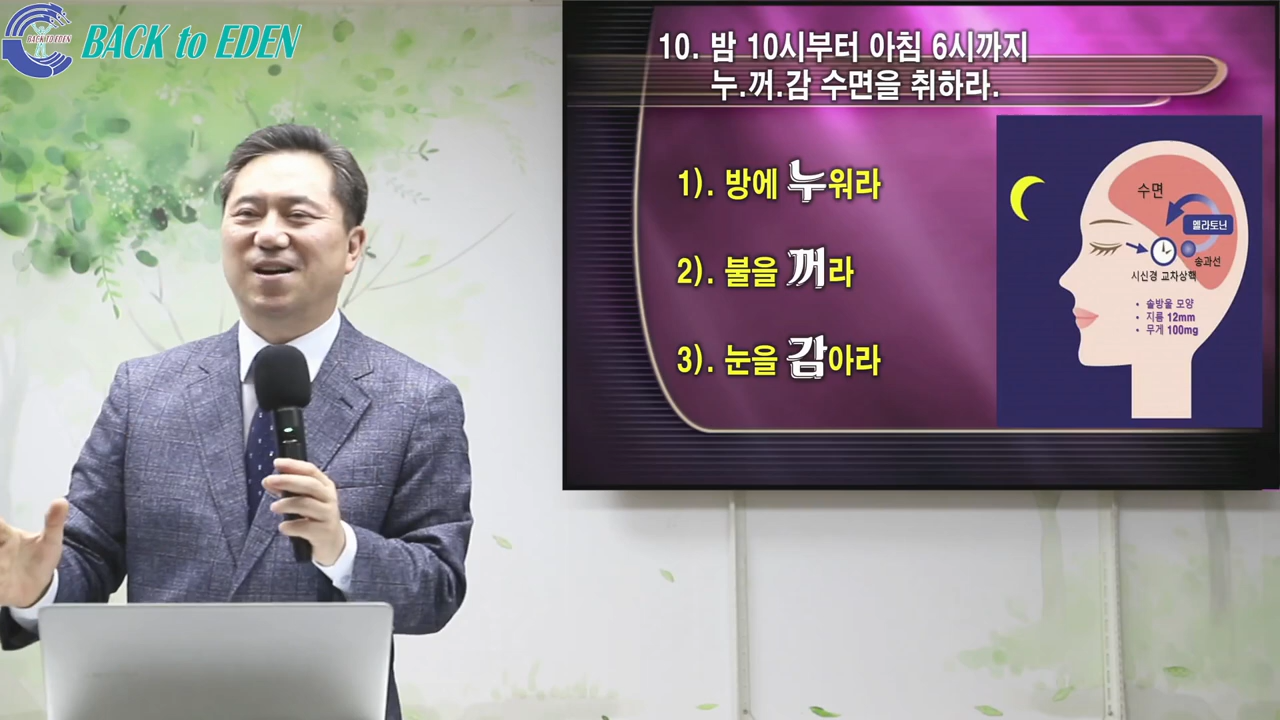 BACK TO EDEN
BACK to EDEN
10. 밤 10시부터 아침 6시까지
누.꺼.감 수면을 취하라.
1). 방에 누워라
2). 불을 꺼라
3). 눈을 감아라
수면
멜라토닌
송과선
시신경 교차상핵
• 솔방울 모양
• 지름 12mm
• 무게 100mg